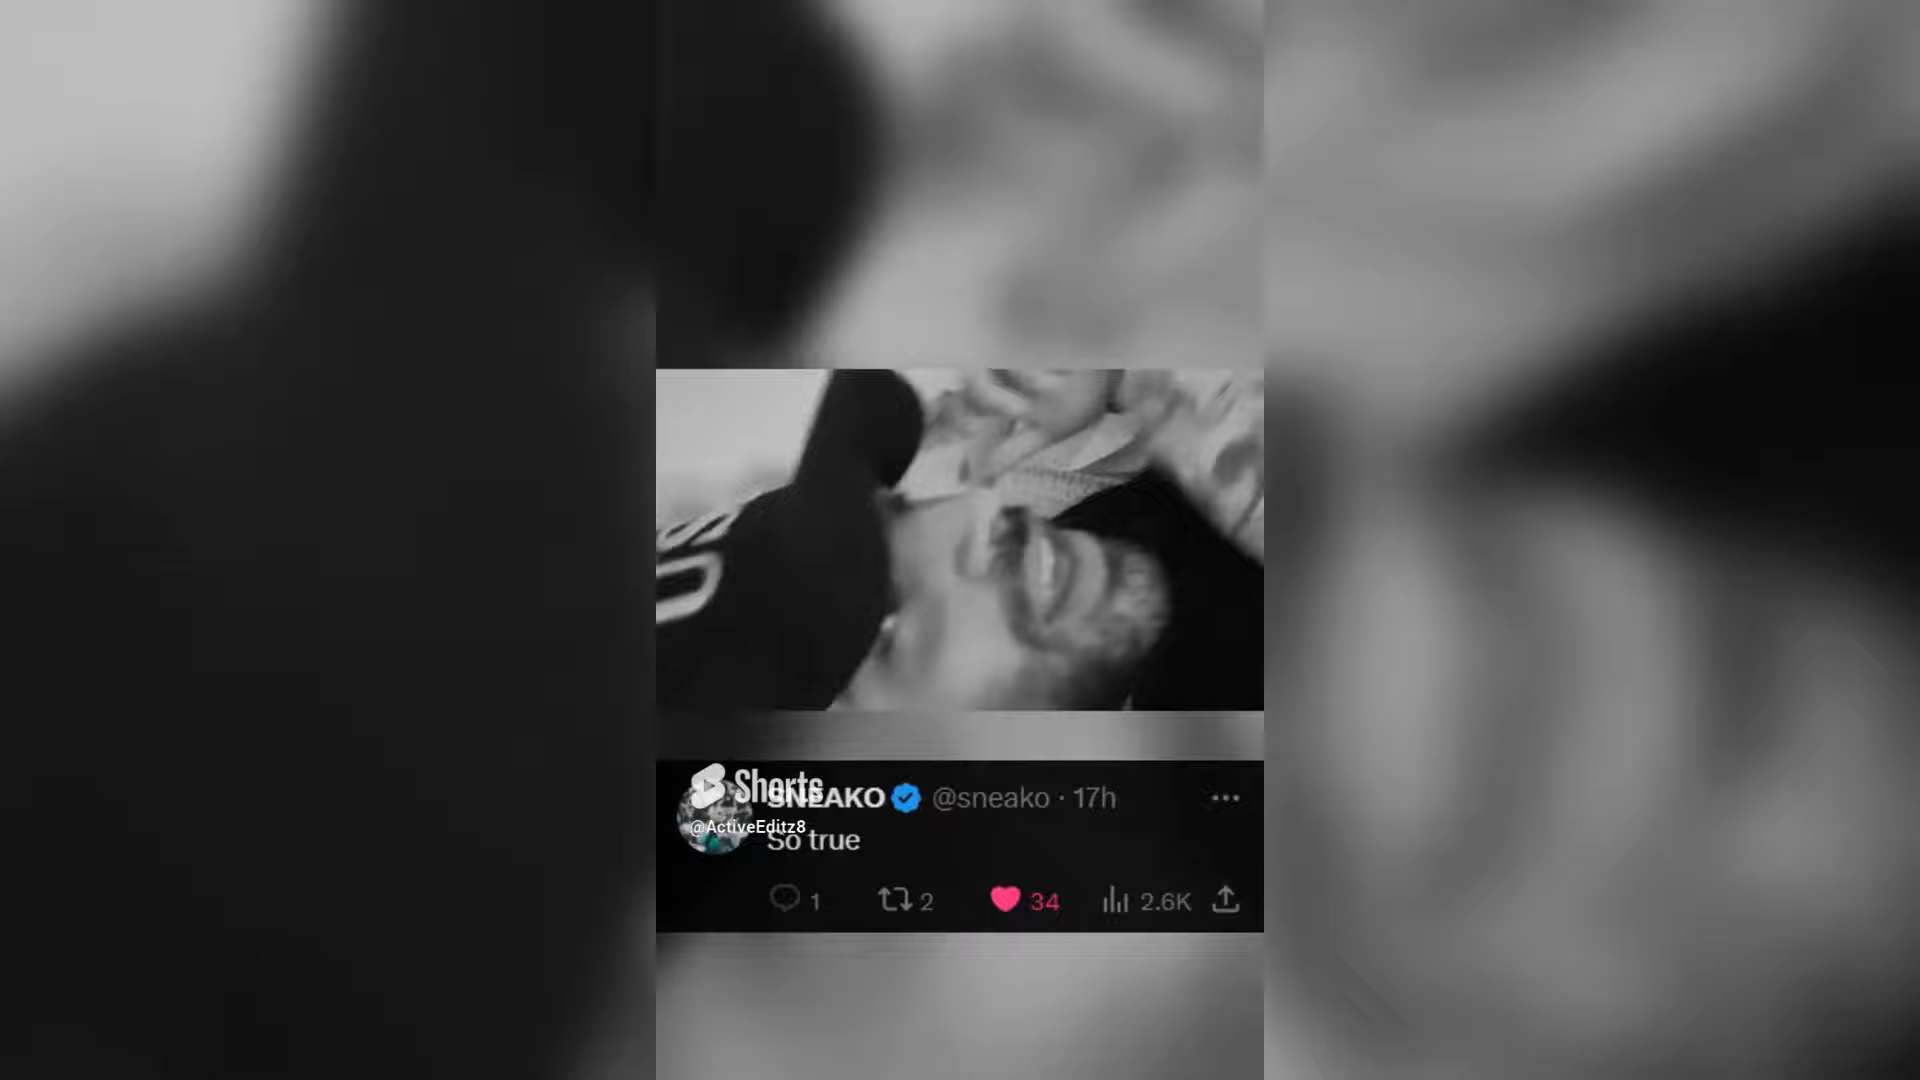 Shorts
SNEAKO @sneako · 17h
@ActiveEditz8
So true
1 2 34 2.6K